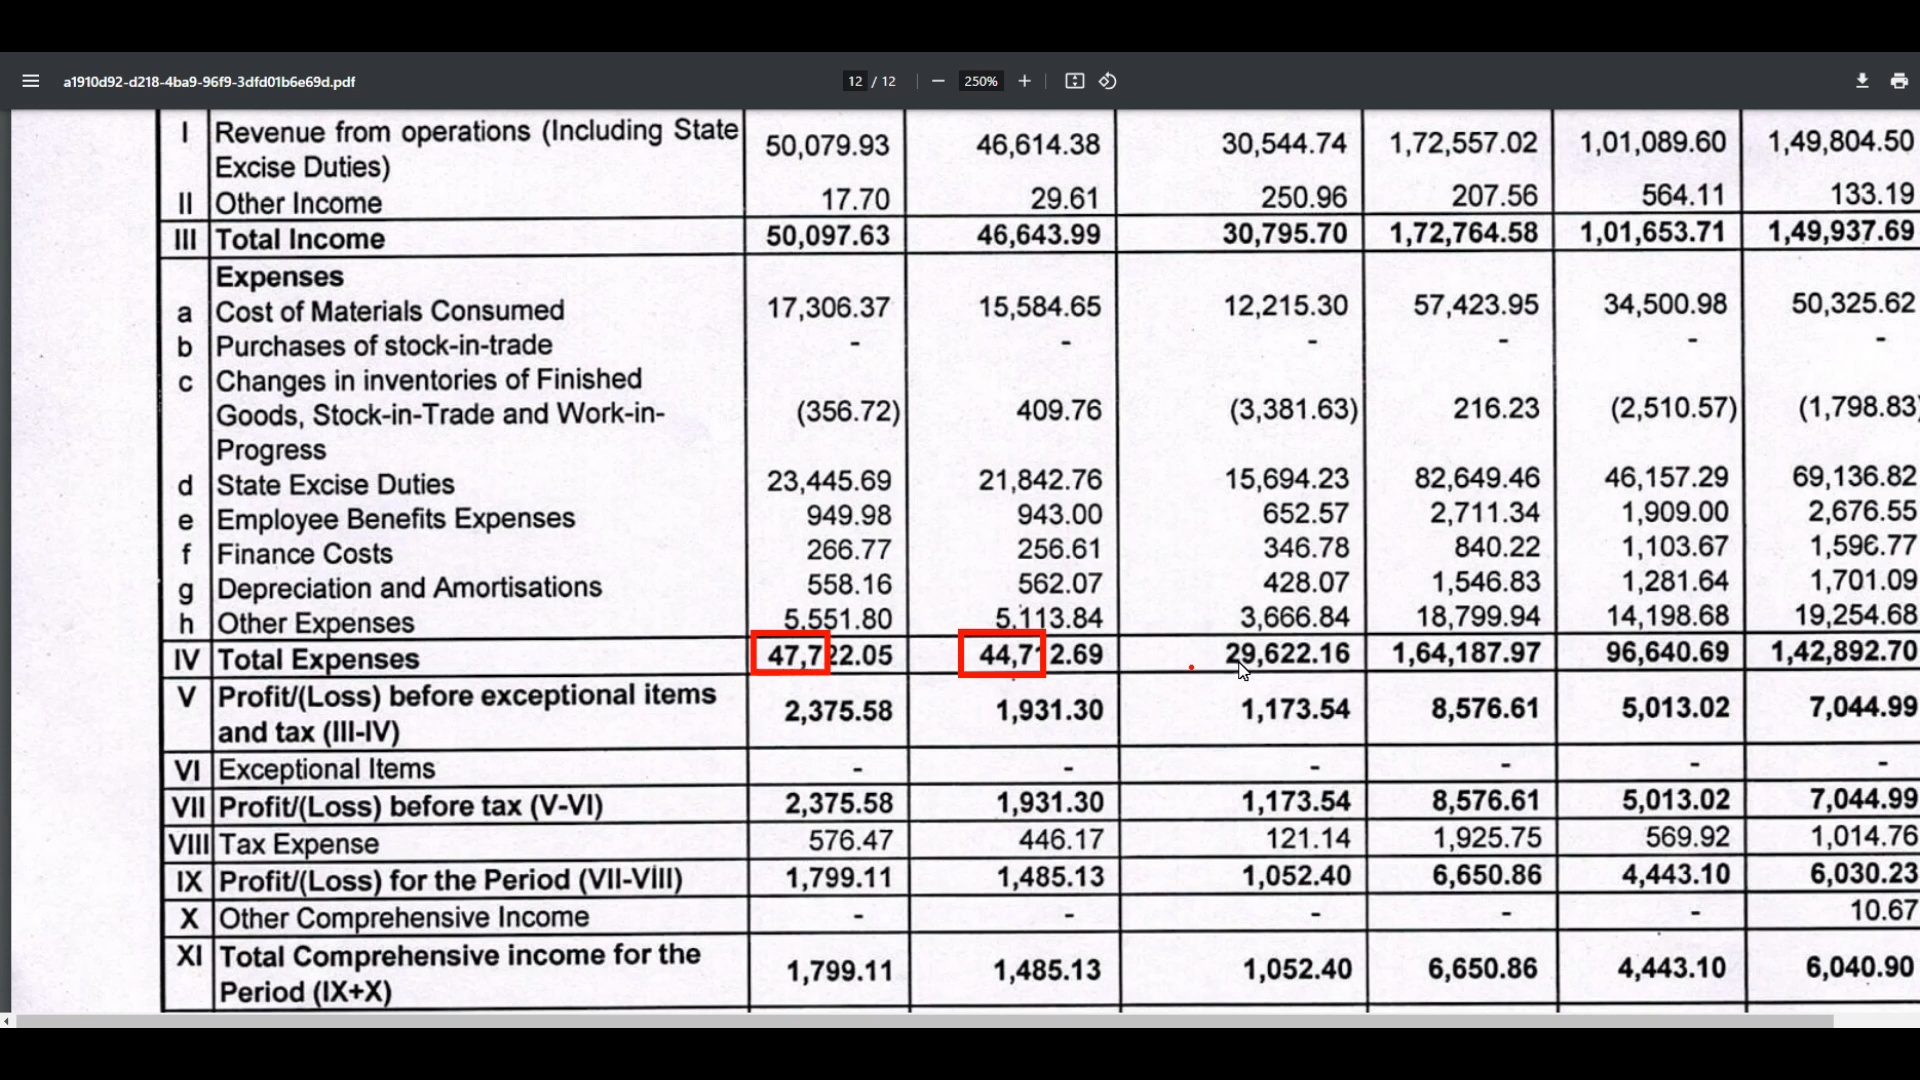 a1910d92-d218-4ba9-96f9-3dfd01b6e69d.pdf 12 / 12 250%
I Revenue from operations (Including State Excise Duties) 50,079.93 46,614.38 30,544.74 1,72,557.02 1,01,089.60 1,49,804.50
II Other Income 17.70 29.61 250.96 207.56 564.11 133.19
III Total Income 50,097.63 46,643.99 30,795.70 1,72,764.58 1,01,653.71 1,49,937.69
Expenses
a Cost of Materials Consumed 17,306.37 15,584.65 12,215.30 57,423.95 34,500.98 50,325.62
b Purchases of stock-in-trade - - - - - -
c Changes in inventories of Finished
Goods, Stock-in-Trade and Work-in- (356.72) 409.76 (3,381.63) 216.23 (2,510.57) (1,798.83)
Progress
d State Excise Duties 23,445.69 21,842.76 15,694.23 82,649.46 46,157.29 69,136.82
e Employee Benefits Expenses 949.98 943.00 652.57 2,711.34 1,909.00 2,676.55
f Finance Costs 266.77 256.61 346.78 840.22 1,103.67 1,596.77
g Depreciation and Amortisations 558.16 562.07 428.07 1,546.83 1,281.64 1,701.09
h Other Expenses 5,551.80 5,113.84 3,666.84 18,799.94 14,198.68 19,254.68
IV Total Expenses 47,722.05 44,712.69 29,622.16 1,64,187.97 96,640.69 1,42,892.70
V Profit/(Loss) before exceptional items
and tax (III-IV) 2,375.58 1,931.30 1,173.54 8,576.61 5,013.02 7,044.99
VI Exceptional Items - - - - - -
VII Profit/(Loss) before tax (V-VI) 2,375.58 1,931.30 1,173.54 8,576.61 5,013.02 7,044.99
VIII Tax Expense 576.47 446.17 121.14 1,925.75 569.92 1,014.76
IX Profit/(Loss) for the Period (VII-VIII) 1,799.11 1,485.13 1,052.40 6,650.86 4,443.10 6,030.23
X Other Comprehensive Income - - - - - 10.67
XI Total Comprehensive income for the
Period (IX+X) 1,799.11 1,485.13 1,052.40 6,650.86 4,443.10 6,040.90